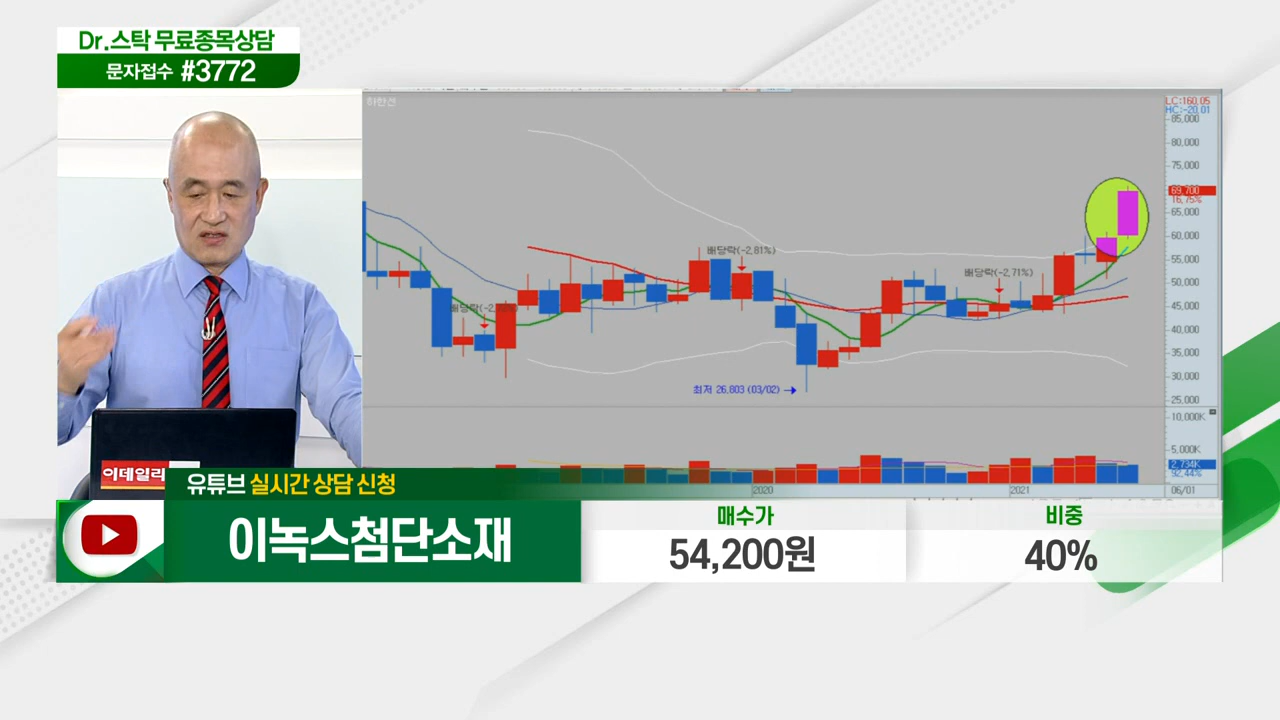 Dr.스탁 무료종목상담
문자접수 #3772
하한선
LC:160.05
HC:-20.01
85,000
80,000
75,000
69,700
16.75%
65,000
60,000
55,000
50,000
45,000
40,000
35,000
30,000
25,000
배당락(-2.81%)
배당락(-2.71%)
최저 26,803 (03/02) →
10,000K
5,000K
2,734K
92.44%
2020
2021
06/01
이데일리
유튜브 실시간 상담 신청
이녹스첨단소재
매수가
54,200원
비중
40%